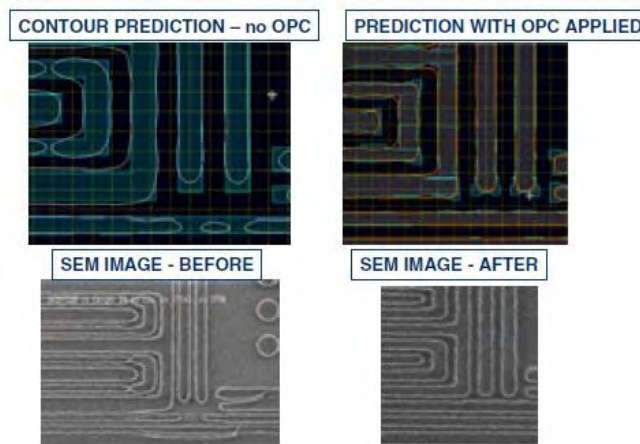 CONTOUR PREDICTION – no OPC
PREDICTION WITH OPC APPLIED
SEM IMAGE - BEFORE
SEM IMAGE - AFTER